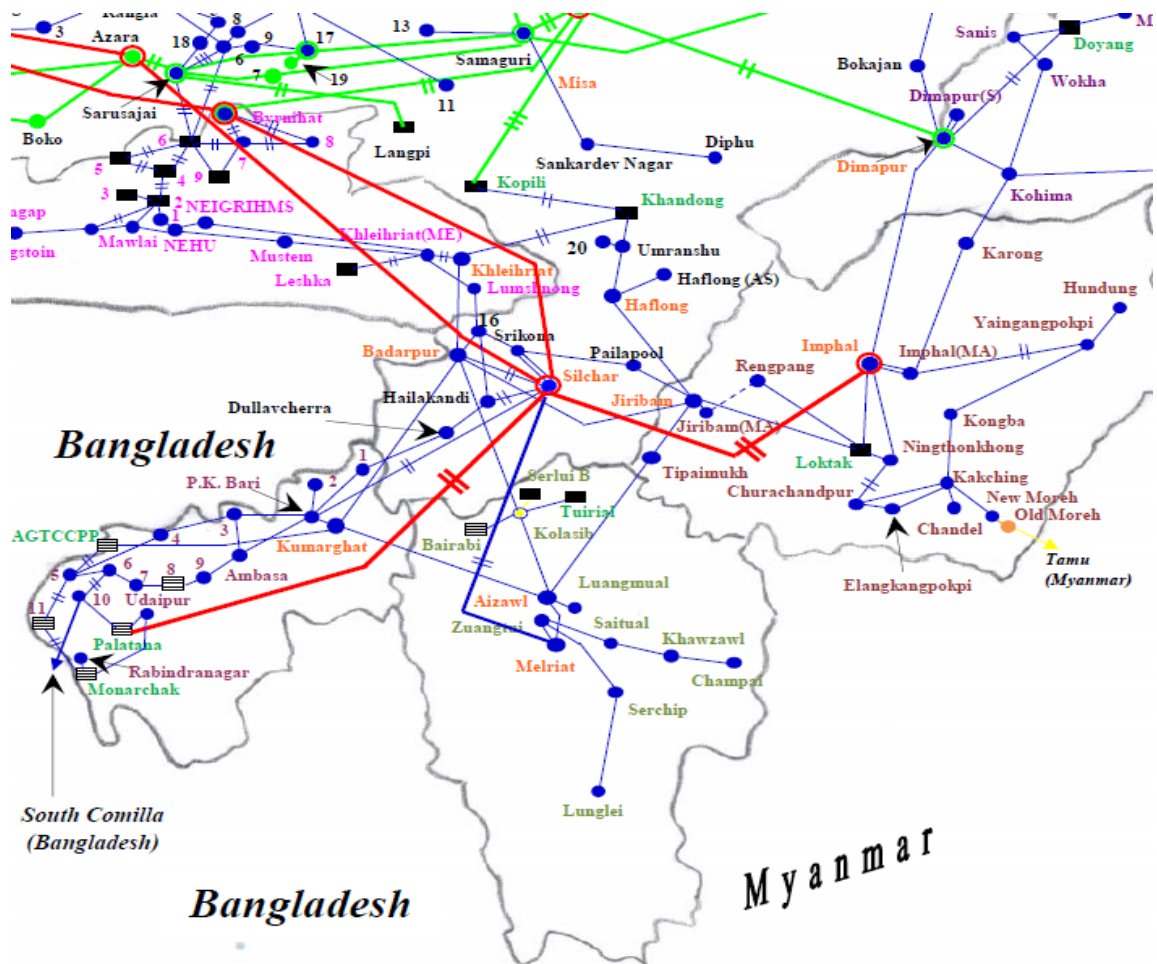 8
17
13
Sanis
Doyang
3
Azara
18
9
6
Samaguri
Bokajan
Wokha
7
19
Misa
Dimapur(S)
Sarusajai
11
Byrnihat
Boko
6
8
Langpi
Diphu
Dimapur
5
Sankardev Nagar
4
9
7
Kopili
Kohima
3
Khandong
2
NEIGRIHMS
1
Khleihriat(ME)
20
Umranshu
Karong
gstoin
Mawlai
NEHU
Mustem
Khleihriat
Haflong (AS)
Leshka
Lumshnong
Haflong
Hundung
16
Srikona
Yaingangpokpi
Badarpur
Pailapool
Rengpang
Imphal
Imphal(MA)
Silchar
Hailakandi
Jiribam
Dullavcherra
Jiribam(MA)
Kongba
Bangladesh
Loktak
Ningthonkhong
1
Tipaimukh
Kakching
P.K. Bari
2
Serlui B
Churachandpur
New Moreh
Tuirial
Old Moreh
3
Chandel
AGTCCPP
4
Kumarghat
Bairabi
Kolasib
Tamu
(Myanmar)
5
6
8
9
Ambasa
Elangkangpokpi
7
Luangmual
10
Udaipur
Aizawl
11
Zuangtui
Saitual
Palatana
Khawzawl
Melriat
Rabindranagar
Champai
Monarchak
Serchip
South Comilla
(Bangladesh)
Lunglei
Myanmar
Bangladesh